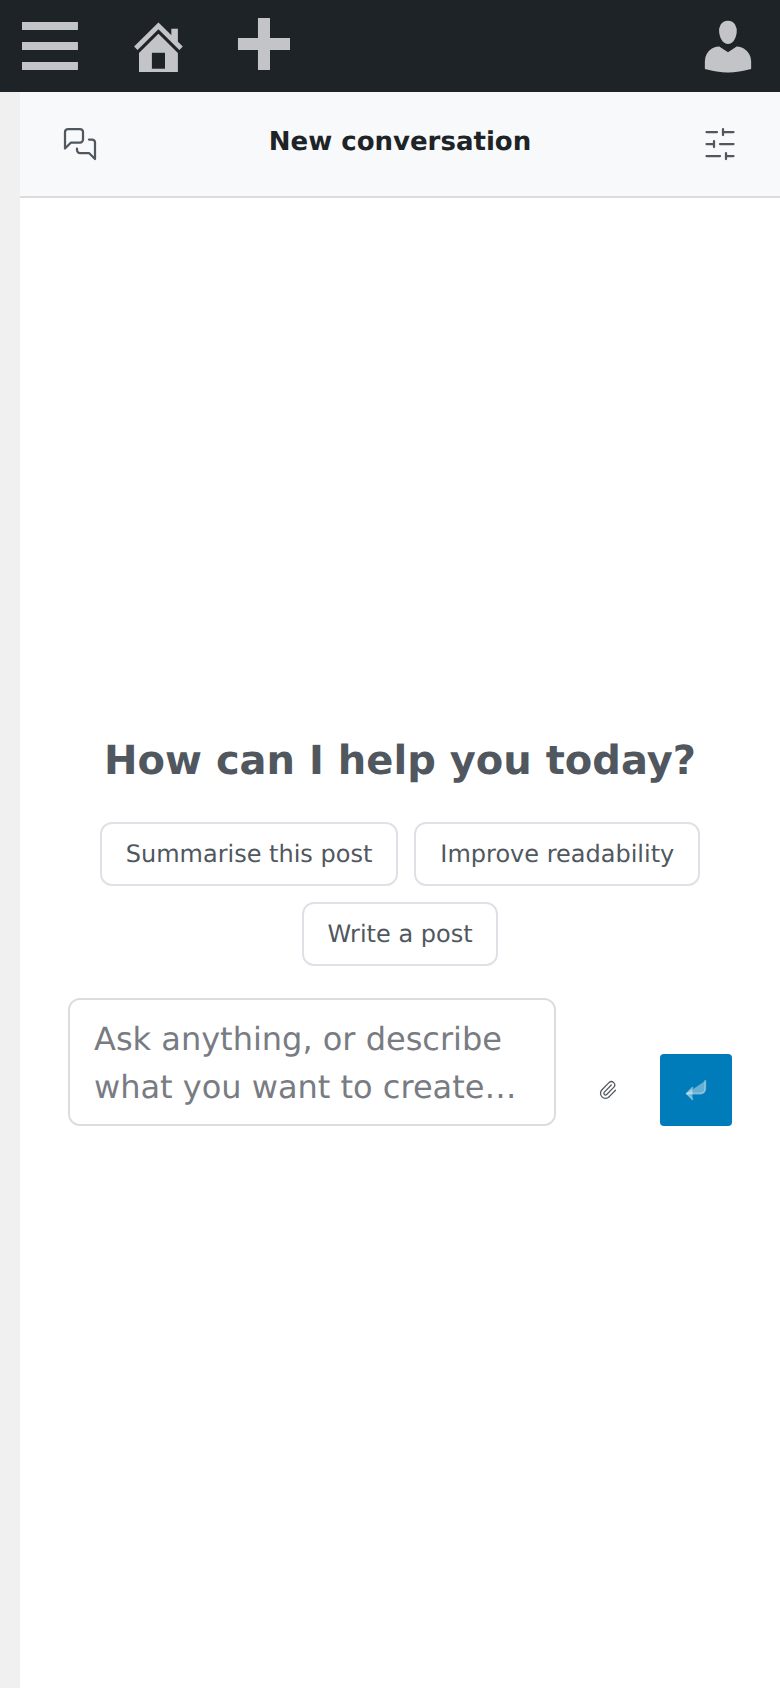 New conversation
How can I help you today?
Summarise this post
Improve readability
Write a post
Ask anything, or describe
what you want to create...